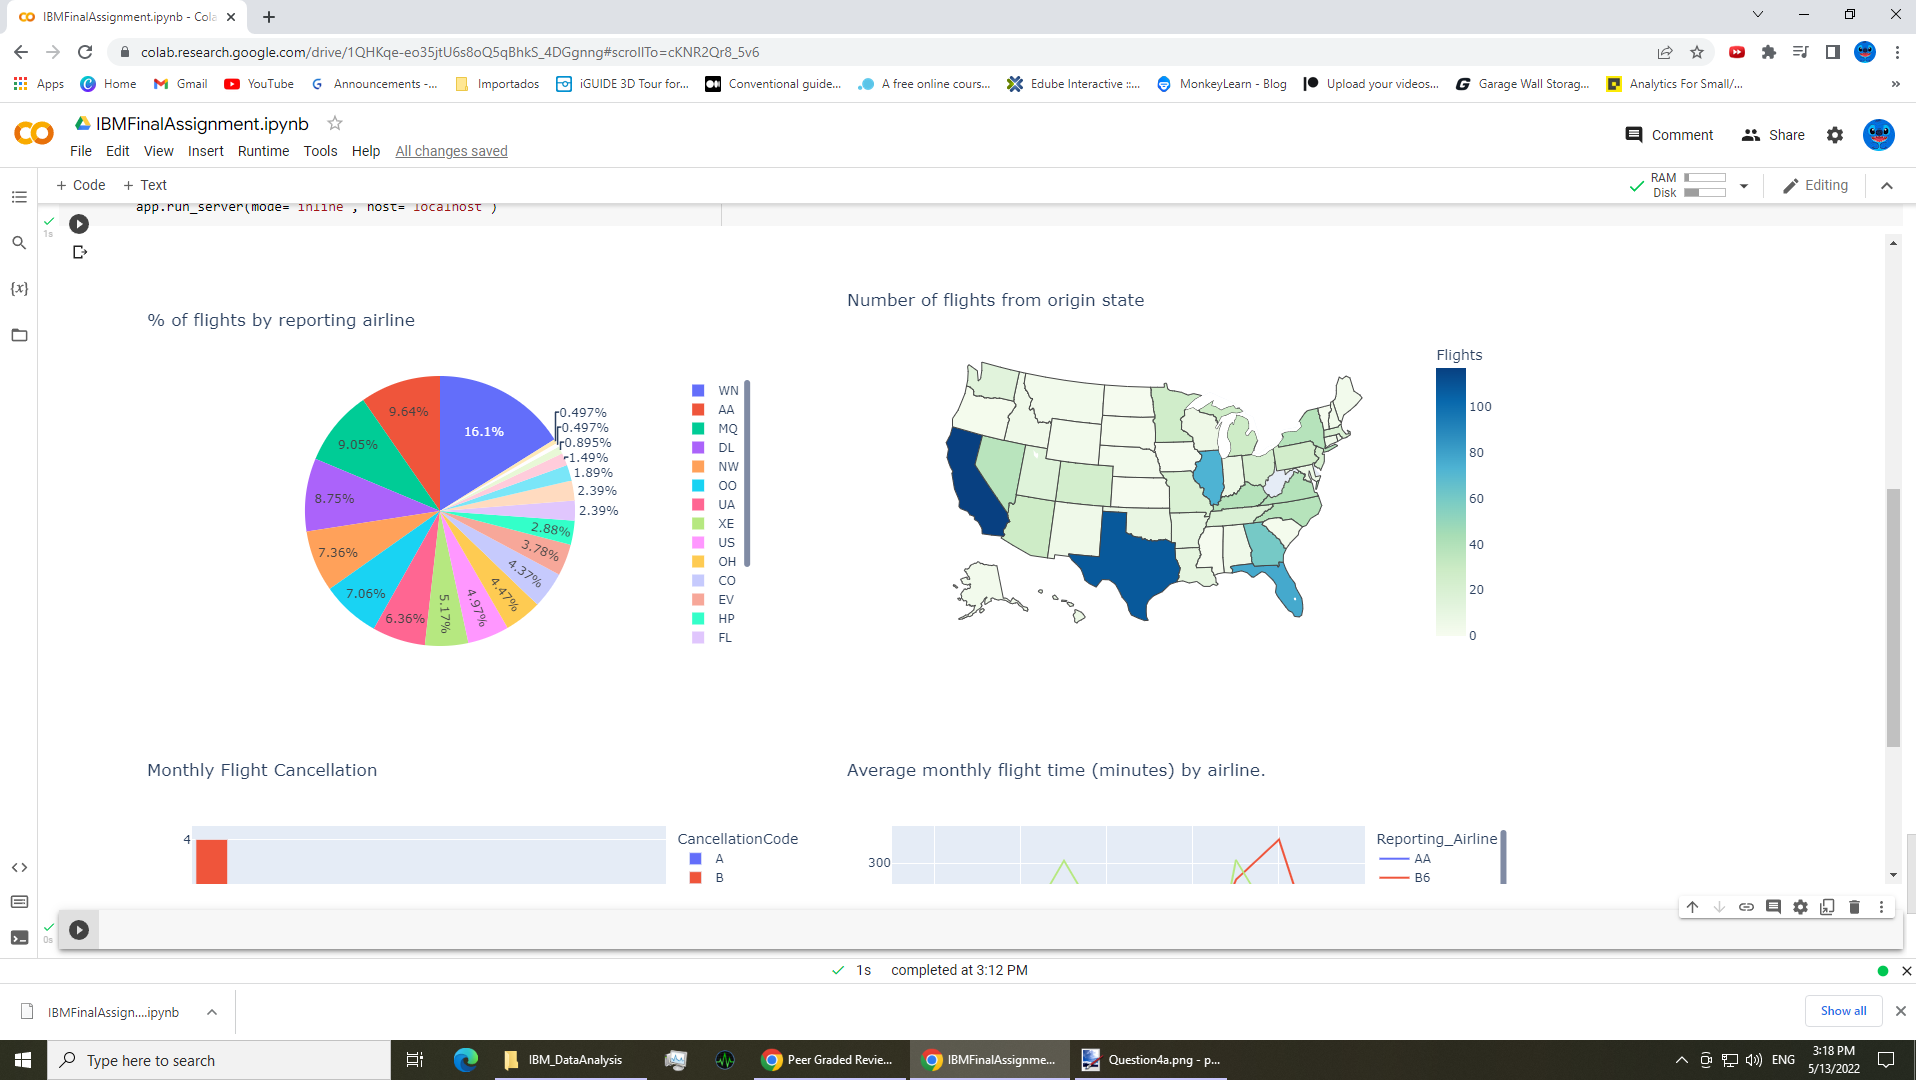 IBMFinalAssignment.ipynb - Cola
colab.research.google.com/drive/1QHKqe-eo35jtU6s8oQ5qBhkS_4DGgnng#scrollTo=cKNR2Qr8_5v6
Apps Home Gmail YouTube Announcements -... Importados iGUIDE 3D Tour for... Conventional guide... A free online cours... Edube Interactive ::... MonkeyLearn - Blog Upload your videos... Garage Wall Storag... Analytics For Small/... »
IBMFinalAssignment.ipynb
Comment Share
File Edit View Insert Runtime Tools Help All changes saved
+ Code + Text
RAM
Disk
Editing
app.run_server(mode='inline', host='localhost')
1s
{x}
% of flights by reporting airline
16.1%
9.64%
9.05%
8.75%
7.36%
7.06%
6.36%
5.17%
4.97%
4.47%
4.37%
3.78%
2.88%
2.39%
2.39%
1.89%
1.49%
0.895%
0.497%
0.497%
WN
AA
MQ
DL
NW
OO
UA
XE
US
OH
CO
EV
HP
FL
Number of flights from origin state
Flights
100
80
60
40
20
0
Monthly Flight Cancellation
4
CancellationCode
A
B
Average monthly flight time (minutes) by airline.
300
Reporting_Airline
AA
B6
0s
1s completed at 3:12 PM
IBMFinalAssign....ipynb
Show all
Type here to search
IBM_DataAnalysis
Peer Graded Revie...
IBMFinalAssignme...
Question4a.png - p...
ENG
3:18 PM
5/13/2022